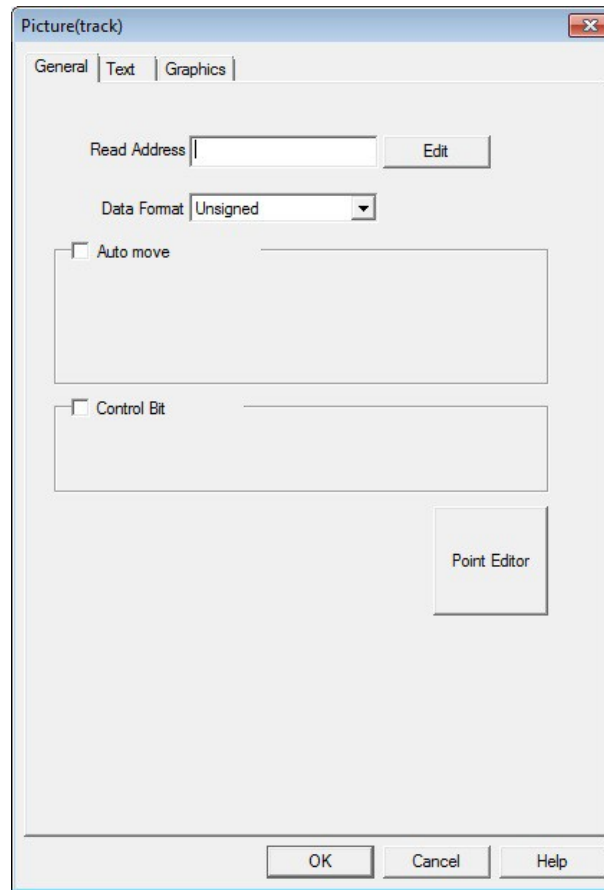 Picture(track)
General Text Graphics
Read Address Edit
Data Format Unsigned
Auto move
Control Bit
Point Editor
OK Cancel Help